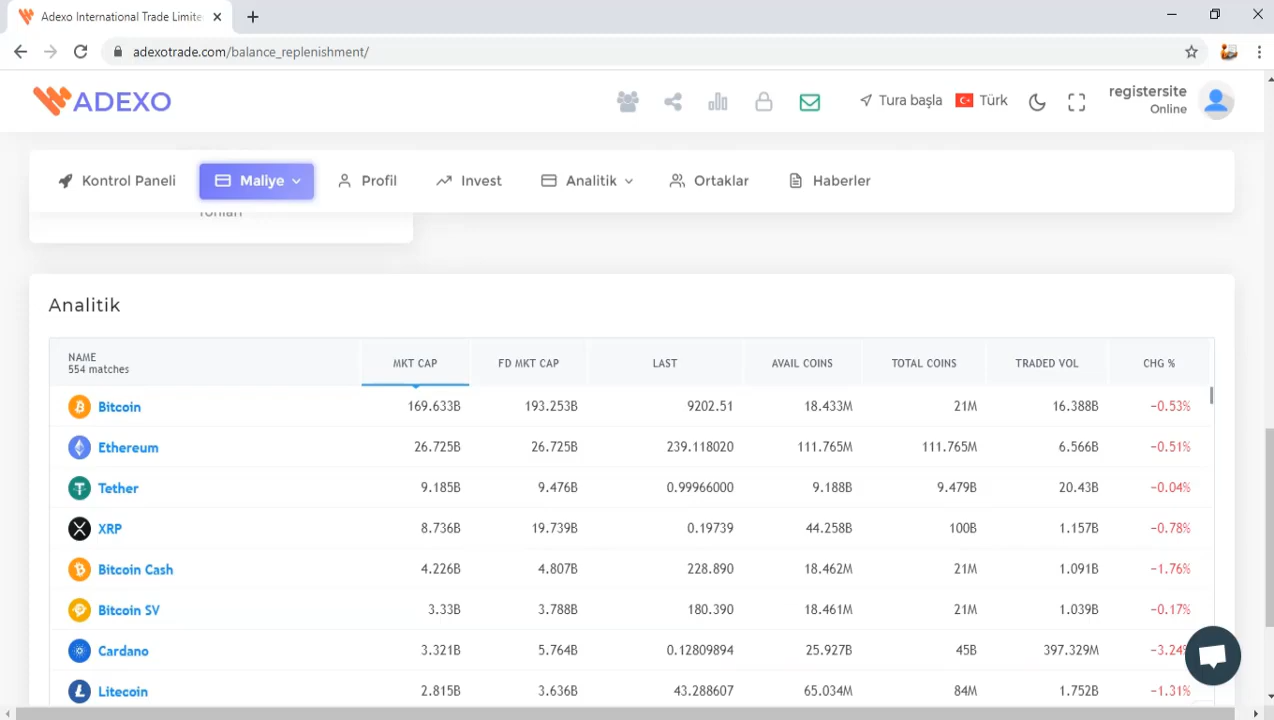 Adexo International Trade Limite
adexotrade.com/balance_replenishment/
ADEXO
Tura başla
Türk
registersite
Online
Kontrol Paneli
Maliye
Profil
Invest
Analitik
Ortaklar
Haberler
Analitik
NAME
554 matches
MKT CAP
FD MKT CAP
LAST
AVAIL COINS
TOTAL COINS
TRADED VOL
CHG %
Bitcoin 169.633B 193.253B 9202.51 18.433M 21M 16.388B −0.53%
Ethereum 26.725B 26.725B 239.118020 111.765M 111.765M 6.566B −0.51%
Tether 9.185B 9.476B 0.99966000 9.188B 9.479B 20.43B −0.04%
XRP 8.736B 19.739B 0.19739 44.258B 100B 1.157B −0.78%
Bitcoin Cash 4.226B 4.807B 228.890 18.462M 21M 1.091B −1.76%
Bitcoin SV 3.33B 3.788B 180.390 18.461M 21M 1.039B −0.17%
Cardano 3.321B 5.764B 0.12809894 25.927B 45B 397.329M −3.24%
Litecoin 2.815B 3.636B 43.288607 65.034M 84M 1.752B −1.31%